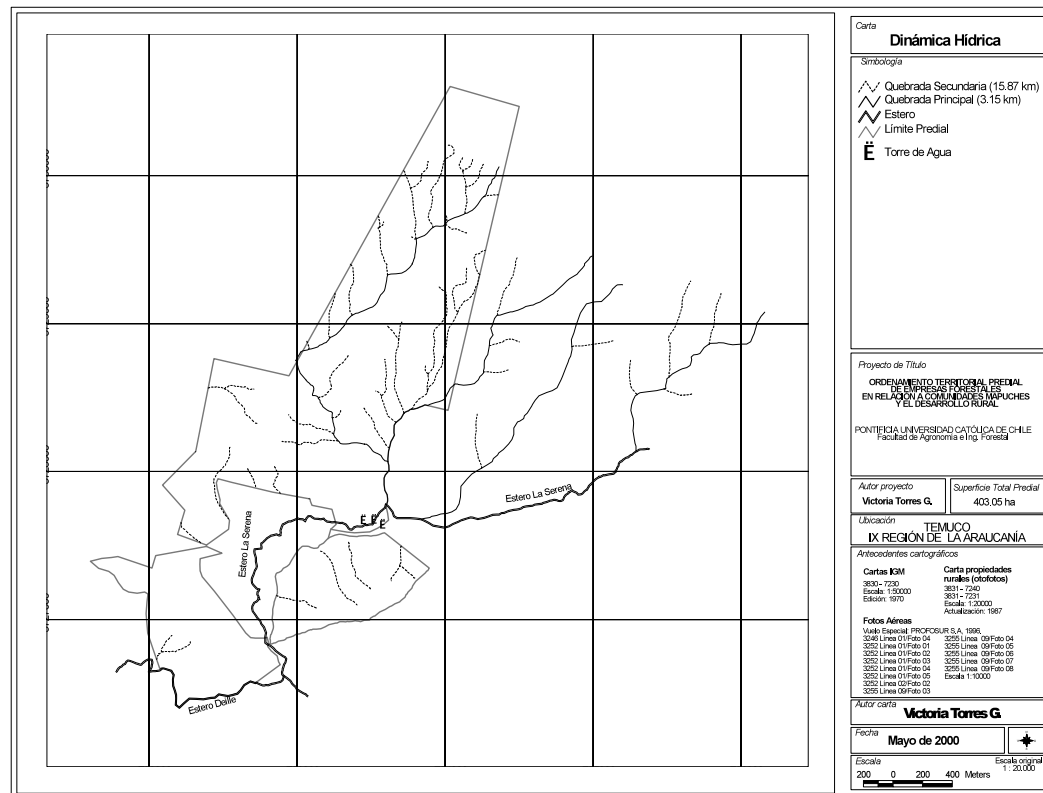 Carta
Dinámica Hídrica
Simbología
Quebrada Secundaria (15.87 km)
Quebrada Principal (3.15 km)
Estero
Límite Predial
Ë Torre de Agua
Estero La Serena
Estero La Serena
Ë Ë Ë
Estero Deille
Proyecto de Título
ORDENAMIENTO TERRITORIAL PREDIAL
DE EMPRESAS FORESTALES
EN RELACIÓN A COMUNIDADES MAPUCHES
Y EL DESARROLLO RURAL
PONTIFICIA UNIVERSIDAD CATÓLICA DE CHILE
Facultad de Agronomía e Ing. Forestal
Autor proyecto
Victoria Torres G.
Superficie Total Predial
403.05 ha
Ubicación
TEMUCO
IX REGIÓN DE LA ARAUCANÍA
Antecedentes cartográficos
Cartas IGM
3830 - 7230
Escala: 1:50000
Edición: 1970
Carta propiedades
rurales (otofotos)
3831 - 7240
3831 - 7231
Escala: 1:20000
Actualización: 1987
Fotos Aéreas
Vuelo Especial: PROFOSUR S,A, 1996,
3246 Línea 01/Foto 04
3252 Línea 01/Foto 01
3252 Línea 01/Foto 02
3252 Línea 01/Foto 03
3252 Línea 01/Foto 04
3252 Línea 01/Foto 05
3252 Línea 02/Foto 02
3255 Línea 09/Foto 03
3255 Línea 09/Foto 04
3255 Línea 09/Foto 05
3255 Línea 09/Foto 06
3255 Línea 09/Foto 07
3255 Línea 09/Foto 08
Escala 1:10000
Autor carta
Victoria Torres G.
Fecha
Mayo de 2000
Escala
200 0 200 400 Meters
Escala original
1 : 20.000